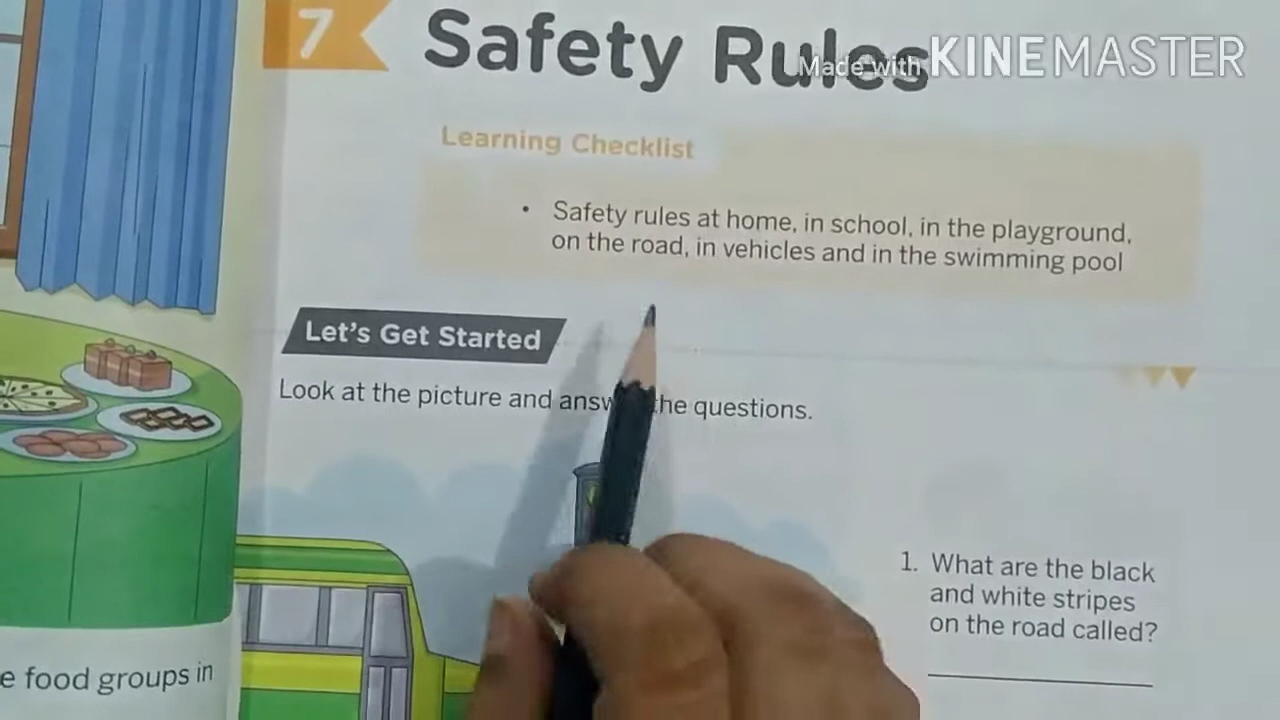 7
Safety Rules
Made with KINEMASTER
Learning Checklist
• Safety rules at home, in school, in the playground,
on the road, in vehicles and in the swimming pool
Let's Get Started
Look at the picture and answ the questions.
1. What are the black
and white stripes
on the road called?
e food groups in